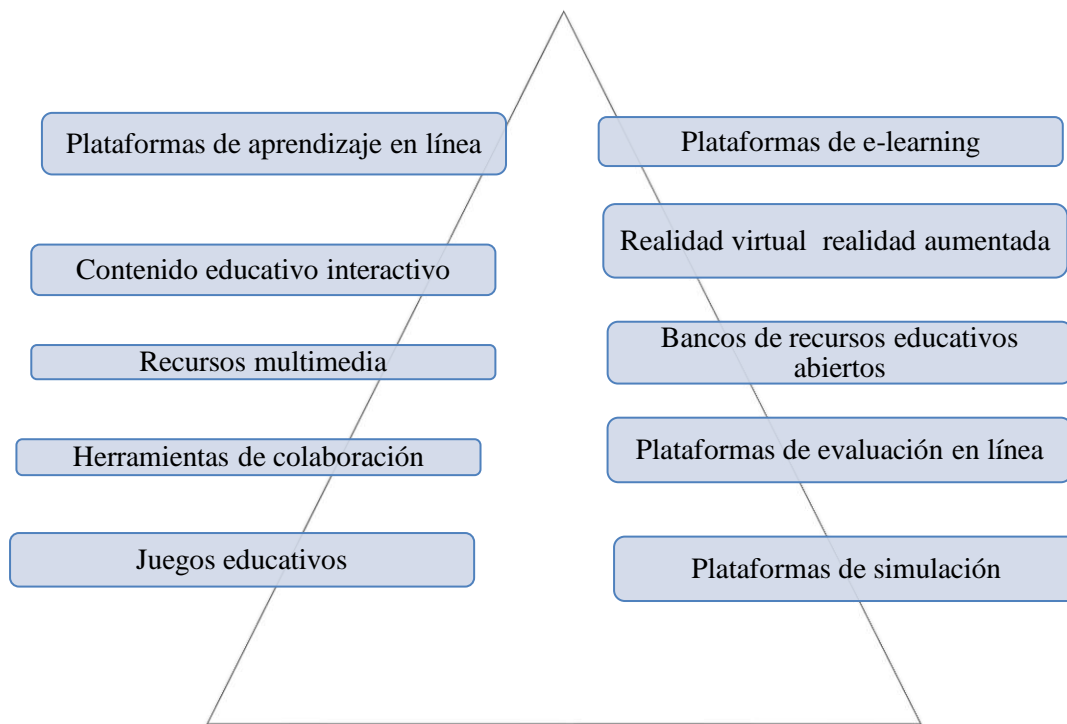 Plataformas de aprendizaje en línea
Contenido educativo interactivo
Recursos multimedia
Herramientas de colaboración
Juegos educativos
Plataformas de e-learning
Realidad virtual  realidad aumentada
Bancos de recursos educativos
abiertos
Plataformas de evaluación en línea
Plataformas de simulación